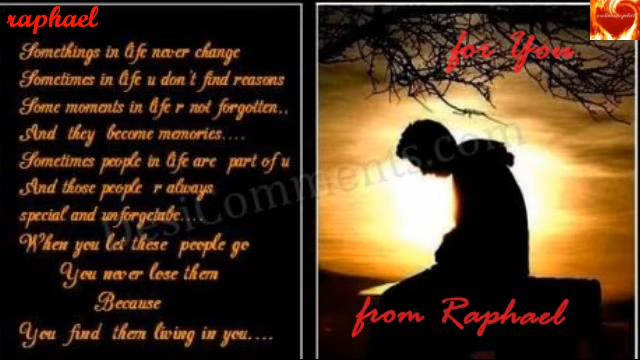 raphael
Somethings in life never change
Sometimes in life u don't find reasons
Some moments in life r not forgotten..
And they become memories....
Sometimes people in life are part of u
And those people r always
special and unforgetabe....
When you let these people go
You never lose them
Because
You find them living in you....
for You
from Raphael
DesiComments.com